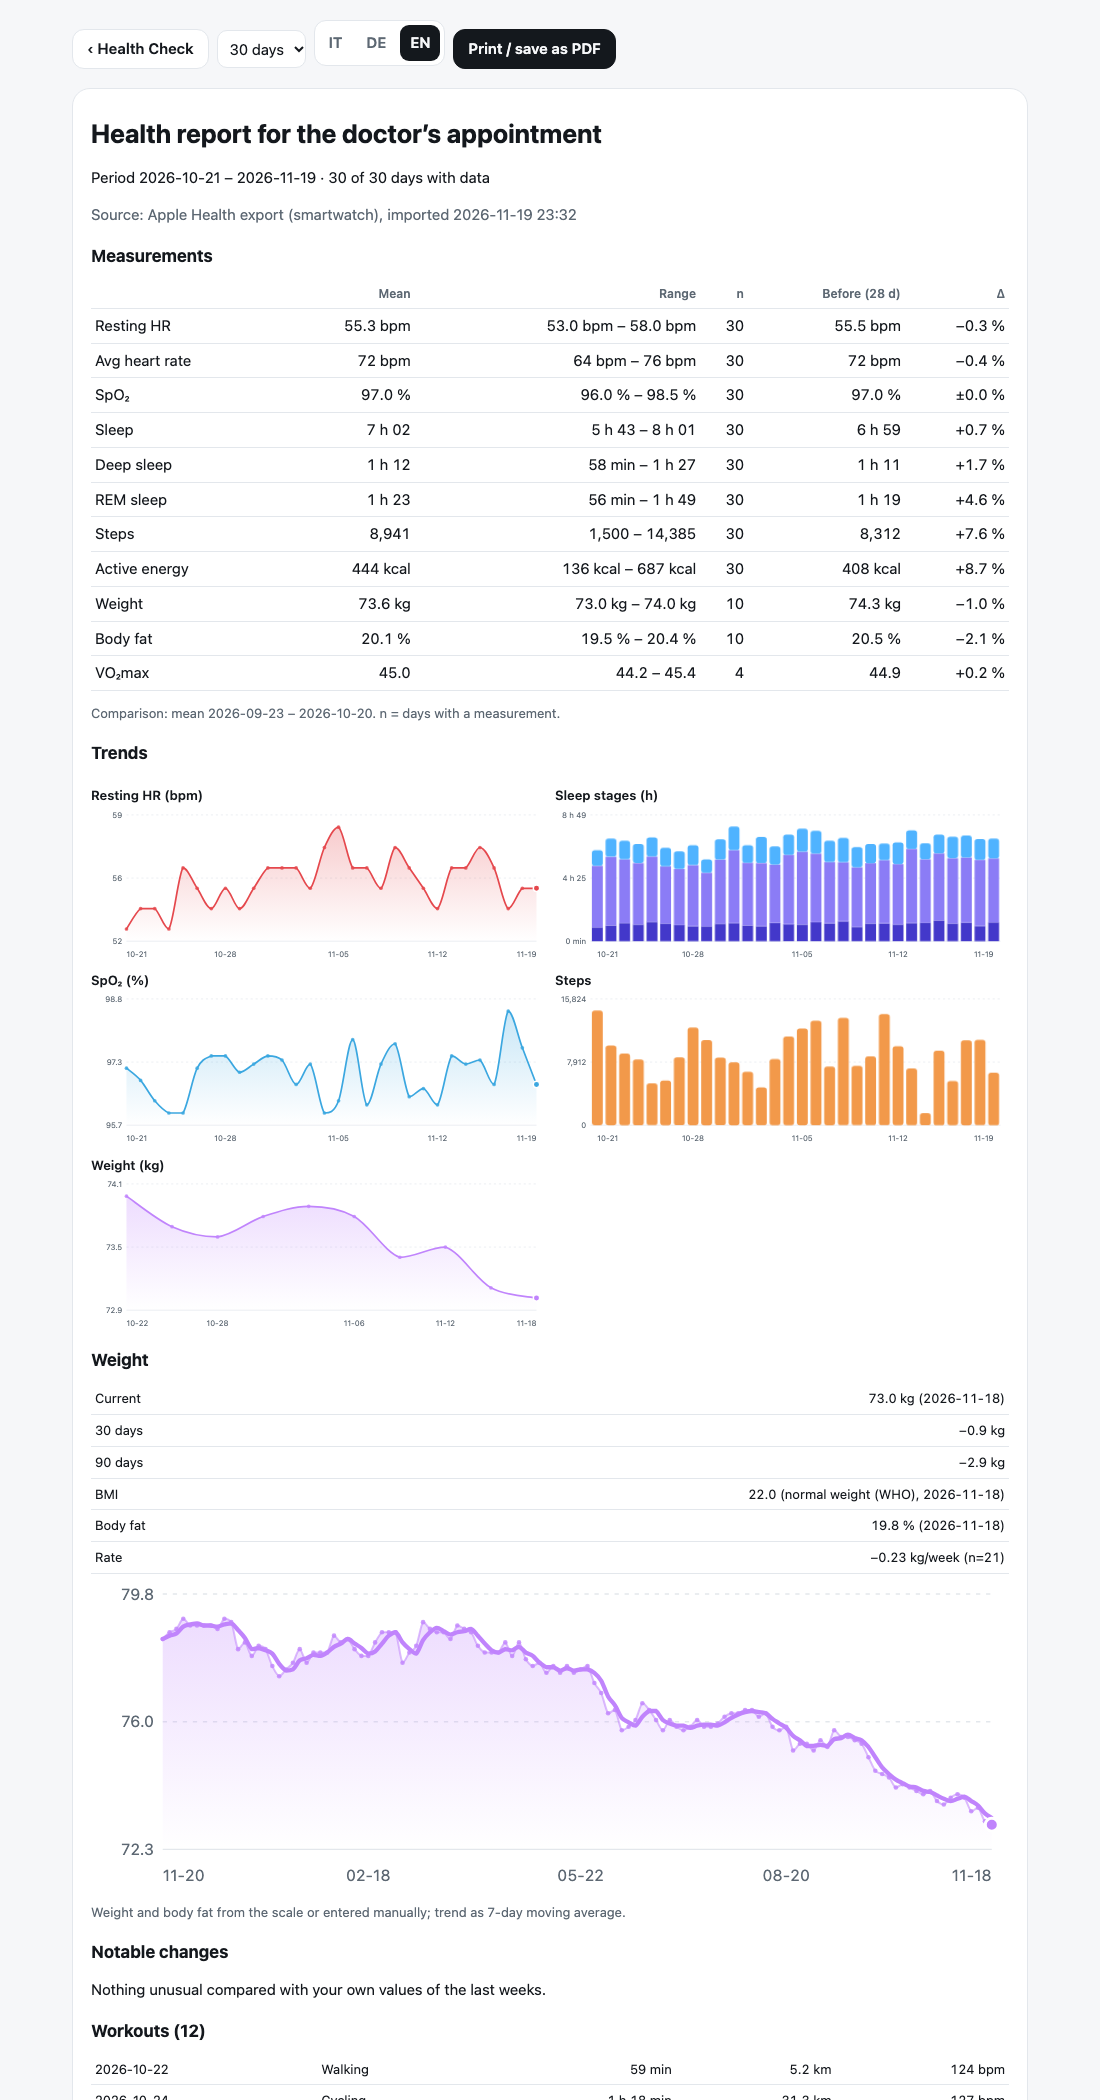 ‹ Health Check
30 days
IT DE EN
Print / save as PDF
Health report for the doctor’s appointment
Period 2026-10-21 – 2026-11-19 · 30 of 30 days with data
Source: Apple Health export (smartwatch), imported 2026-11-19 23:32
Measurements
Mean Range n Before (28 d) Δ
Resting HR 55.3 bpm 53.0 bpm – 58.0 bpm 30 55.5 bpm −0.3 %
Avg heart rate 72 bpm 64 bpm – 76 bpm 30 72 bpm −0.4 %
SpO₂ 97.0 % 96.0 % – 98.5 % 30 97.0 % ±0.0 %
Sleep 7 h 02 5 h 43 – 8 h 01 30 6 h 59 +0.7 %
Deep sleep 1 h 12 58 min – 1 h 27 30 1 h 11 +1.7 %
REM sleep 1 h 23 56 min – 1 h 49 30 1 h 19 +4.6 %
Steps 8,941 1,500 – 14,385 30 8,312 +7.6 %
Active energy 444 kcal 136 kcal – 687 kcal 30 408 kcal +8.7 %
Weight 73.6 kg 73.0 kg – 74.0 kg 10 74.3 kg −1.0 %
Body fat 20.1 % 19.5 % – 20.4 % 10 20.5 % −2.1 %
VO₂max 45.0 44.2 – 45.4 4 44.9 +0.2 %
Comparison: mean 2026-09-23 – 2026-10-20. n = days with a measurement.
Trends
Resting HR (bpm)
59
56
52
10-21 10-28 11-05 11-12 11-19
Sleep stages (h)
8 h 49
4 h 25
0 min
10-21 10-28 11-05 11-12 11-19
SpO₂ (%)
98.8
97.3
95.7
10-21 10-28 11-05 11-12 11-19
Steps
15,824
7,912
0
10-21 10-28 11-05 11-12 11-19
Weight (kg)
74.1
73.5
72.9
10-22 10-28 11-06 11-12 11-18
Weight
Current 73.0 kg (2026-11-18)
30 days −0.9 kg
90 days −2.9 kg
BMI 22.0 (normal weight (WHO), 2026-11-18)
Body fat 19.8 % (2026-11-18)
Rate −0.23 kg/week (n=21)
79.8
76.0
72.3
11-20 02-18 05-22 08-20 11-18
Weight and body fat from the scale or entered manually; trend as 7-day moving average.
Notable changes
Nothing unusual compared with your own values of the last weeks.
Workouts (12)
2026-10-22 Walking 59 min 5.2 km 124 bpm
2026-10-24 Cycling 1 h 18 min 31.3 km 127 bpm